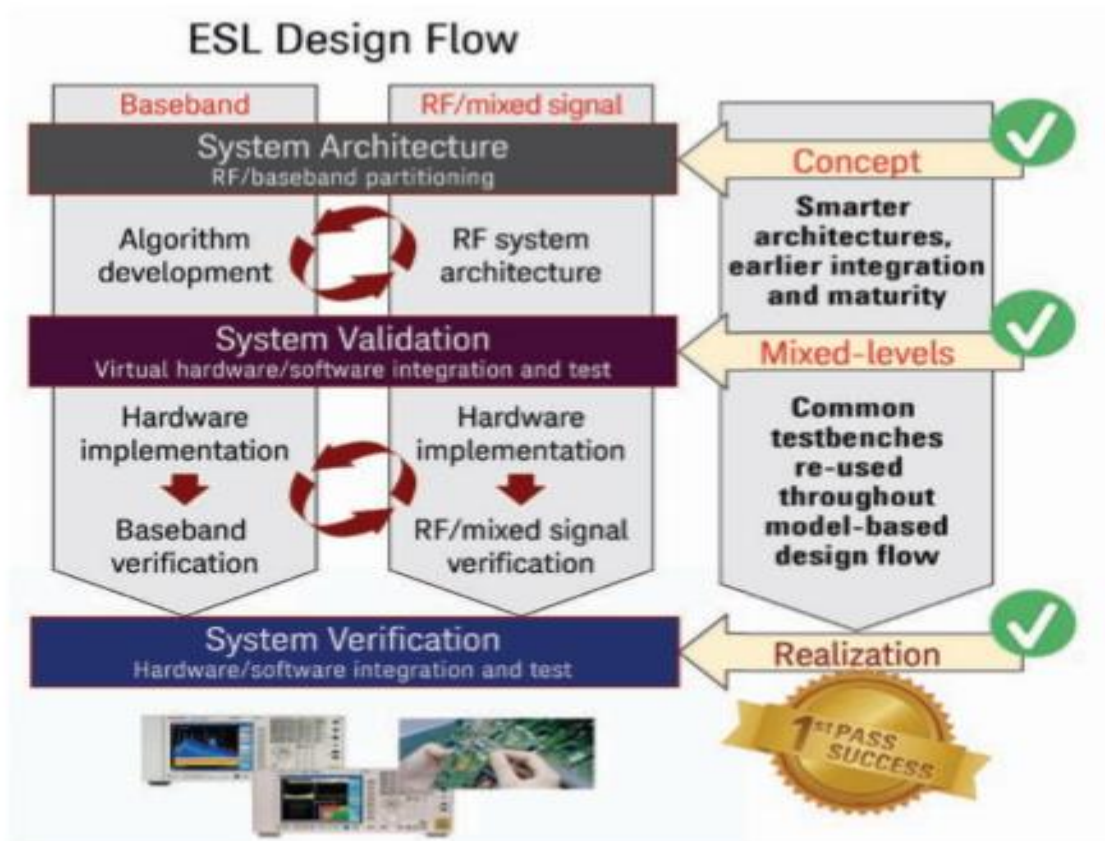 ESL Design Flow
Baseband
RF/mixed signal
System Architecture
RF/baseband partitioning
Concept
Algorithm
development
RF system
architecture
Smarter
architectures,
earlier integration
and maturity
System Validation
Virtual hardware/software integration and test
Mixed-levels
Hardware
implementation
Baseband
verification
Hardware
implementation
RF/mixed signal
verification
Common
testbenches
re-used
throughout
model-based
design flow
System Verification
Hardware/software integration and test
Realization
1ST PASS
SUCCESS